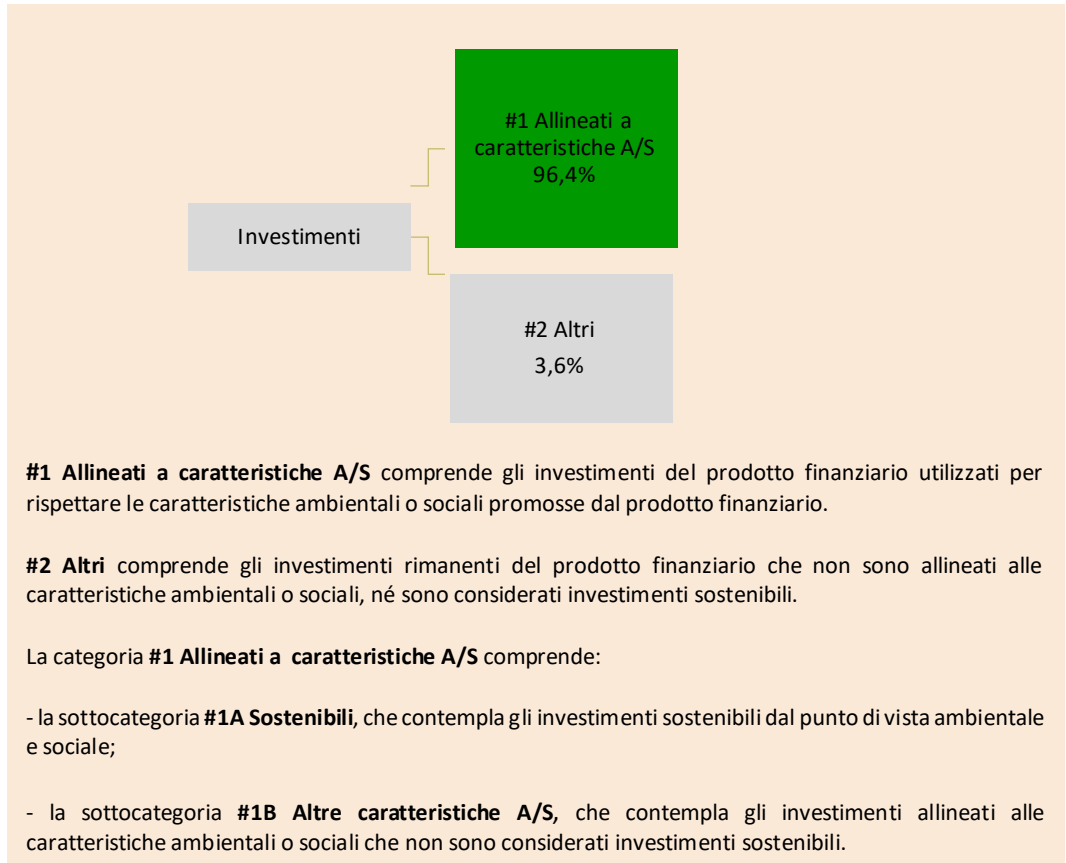 #1 Allineati a
caratteristiche A/S
96,4%
Investimenti
#2 Altri
3,6%
#1 Allineati a caratteristiche A/S comprende gli investimenti del prodotto finanziario utilizzati per
rispettare le caratteristiche ambientali o sociali promosse dal prodotto finanziario.
#2 Altri comprende gli investimenti rimanenti del prodotto finanziario che non sono allineati alle
caratteristiche ambientali o sociali, né sono considerati investimenti sostenibili.
La categoria #1 Allineati a caratteristiche A/S comprende:
- la sottocategoria #1A Sostenibili, che contempla gli investimenti sostenibili dal punto di vista ambientale
e sociale;
- la sottocategoria #1B Altre caratteristiche A/S, che contempla gli investimenti allineati alle
caratteristiche ambientali o sociali che non sono considerati investimenti sostenibili.